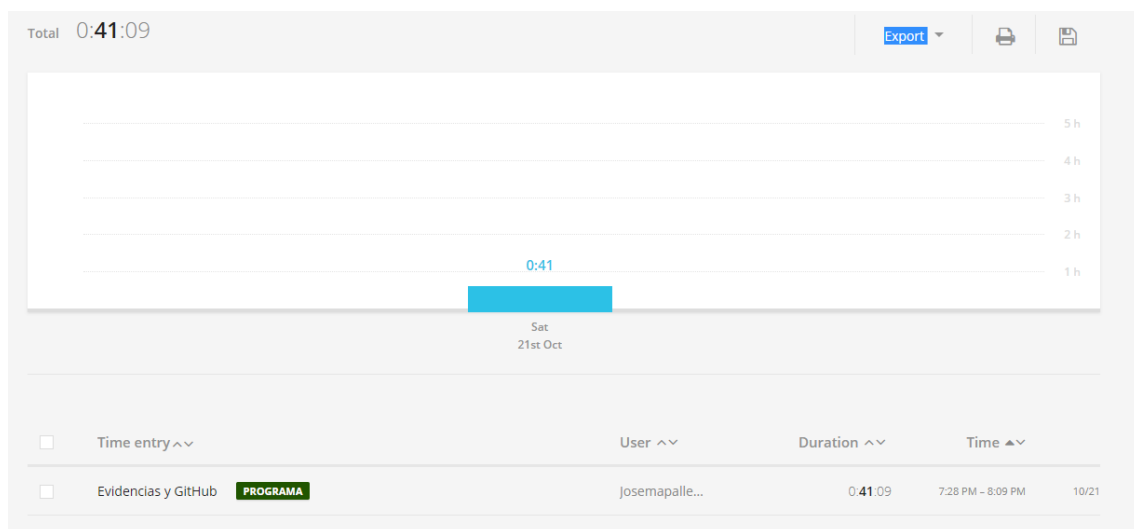 Total 0:41:09 Export
5 h
4 h
3 h
2 h
0:41
1 h
Sat
21st Oct
Time entry User Duration Time
Evidencias y GitHub PROGRAMA Josemapalle... 0:41:09 7:28 PM – 8:09 PM 10/21